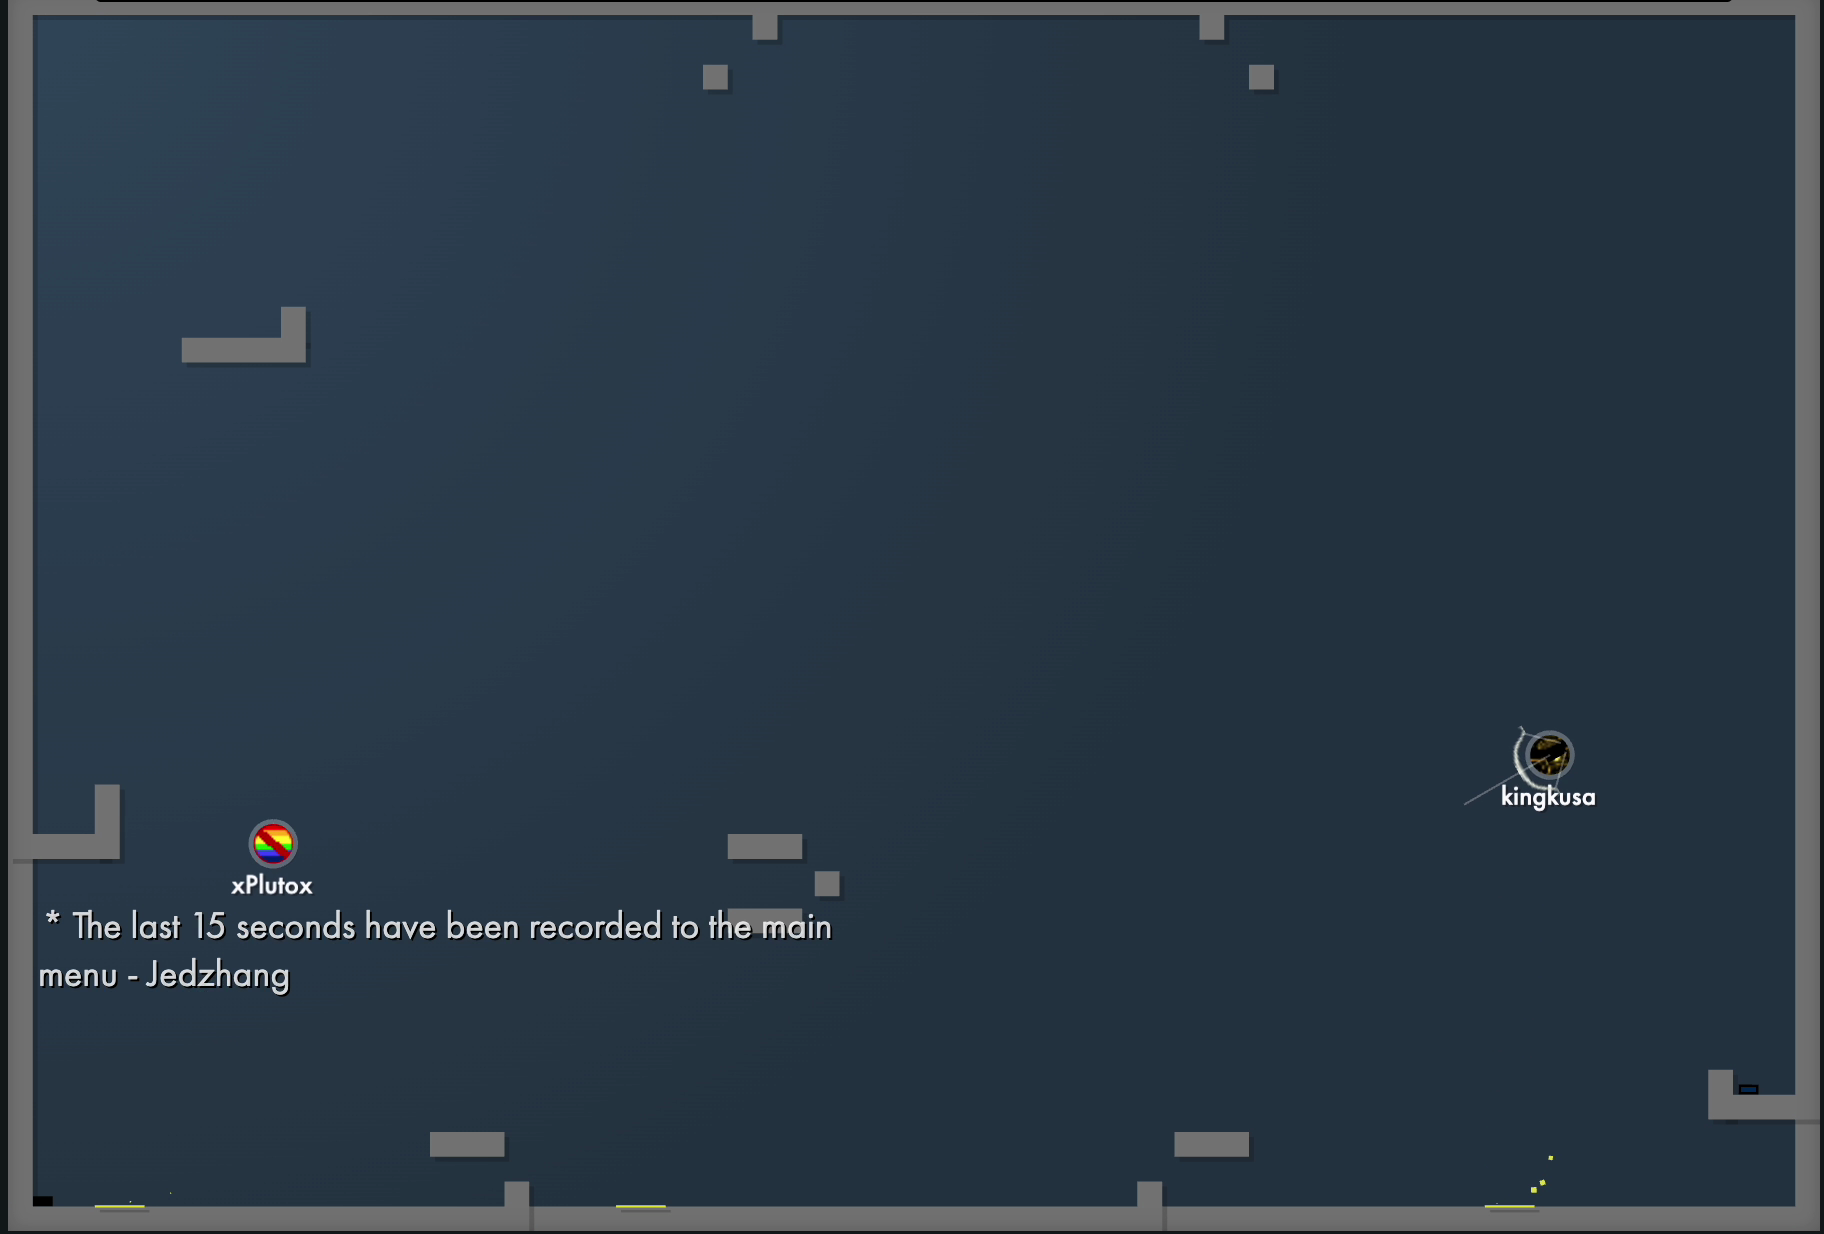 kingkusa
xPlutox
* The last 15 seconds have been recorded to the main
menu - Jedzhang